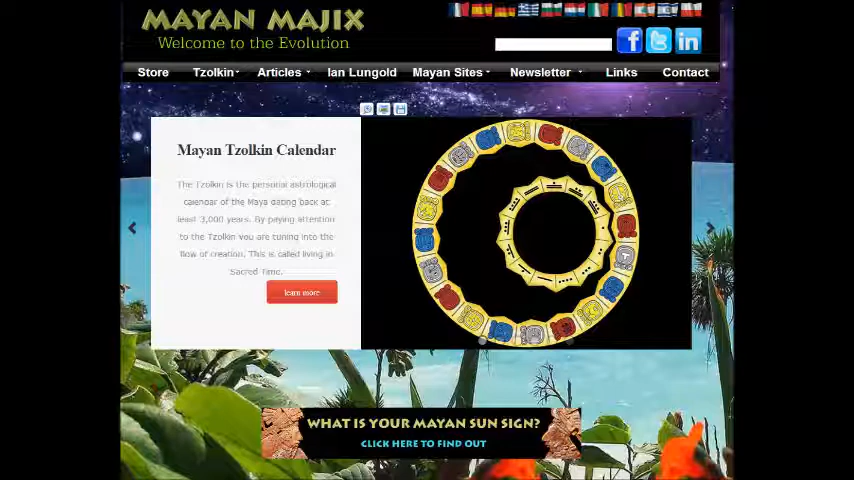 MAYAN MAJIX
Welcome to the Evolution
Store Tzolkin Articles Ian Lungold Mayan Sites Newsletter Links Contact
Mayan Tzolkin Calendar
The Tzolkin is the personal astrological
calendar of the Maya dating back at
least 3,000 years. By paying attention
to the Tzolkin you are tuning into the
flow of creation. This is called living in
Sacred Time.
learn more
WHAT IS YOUR MAYAN SUN SIGN?
CLICK HERE TO FIND OUT